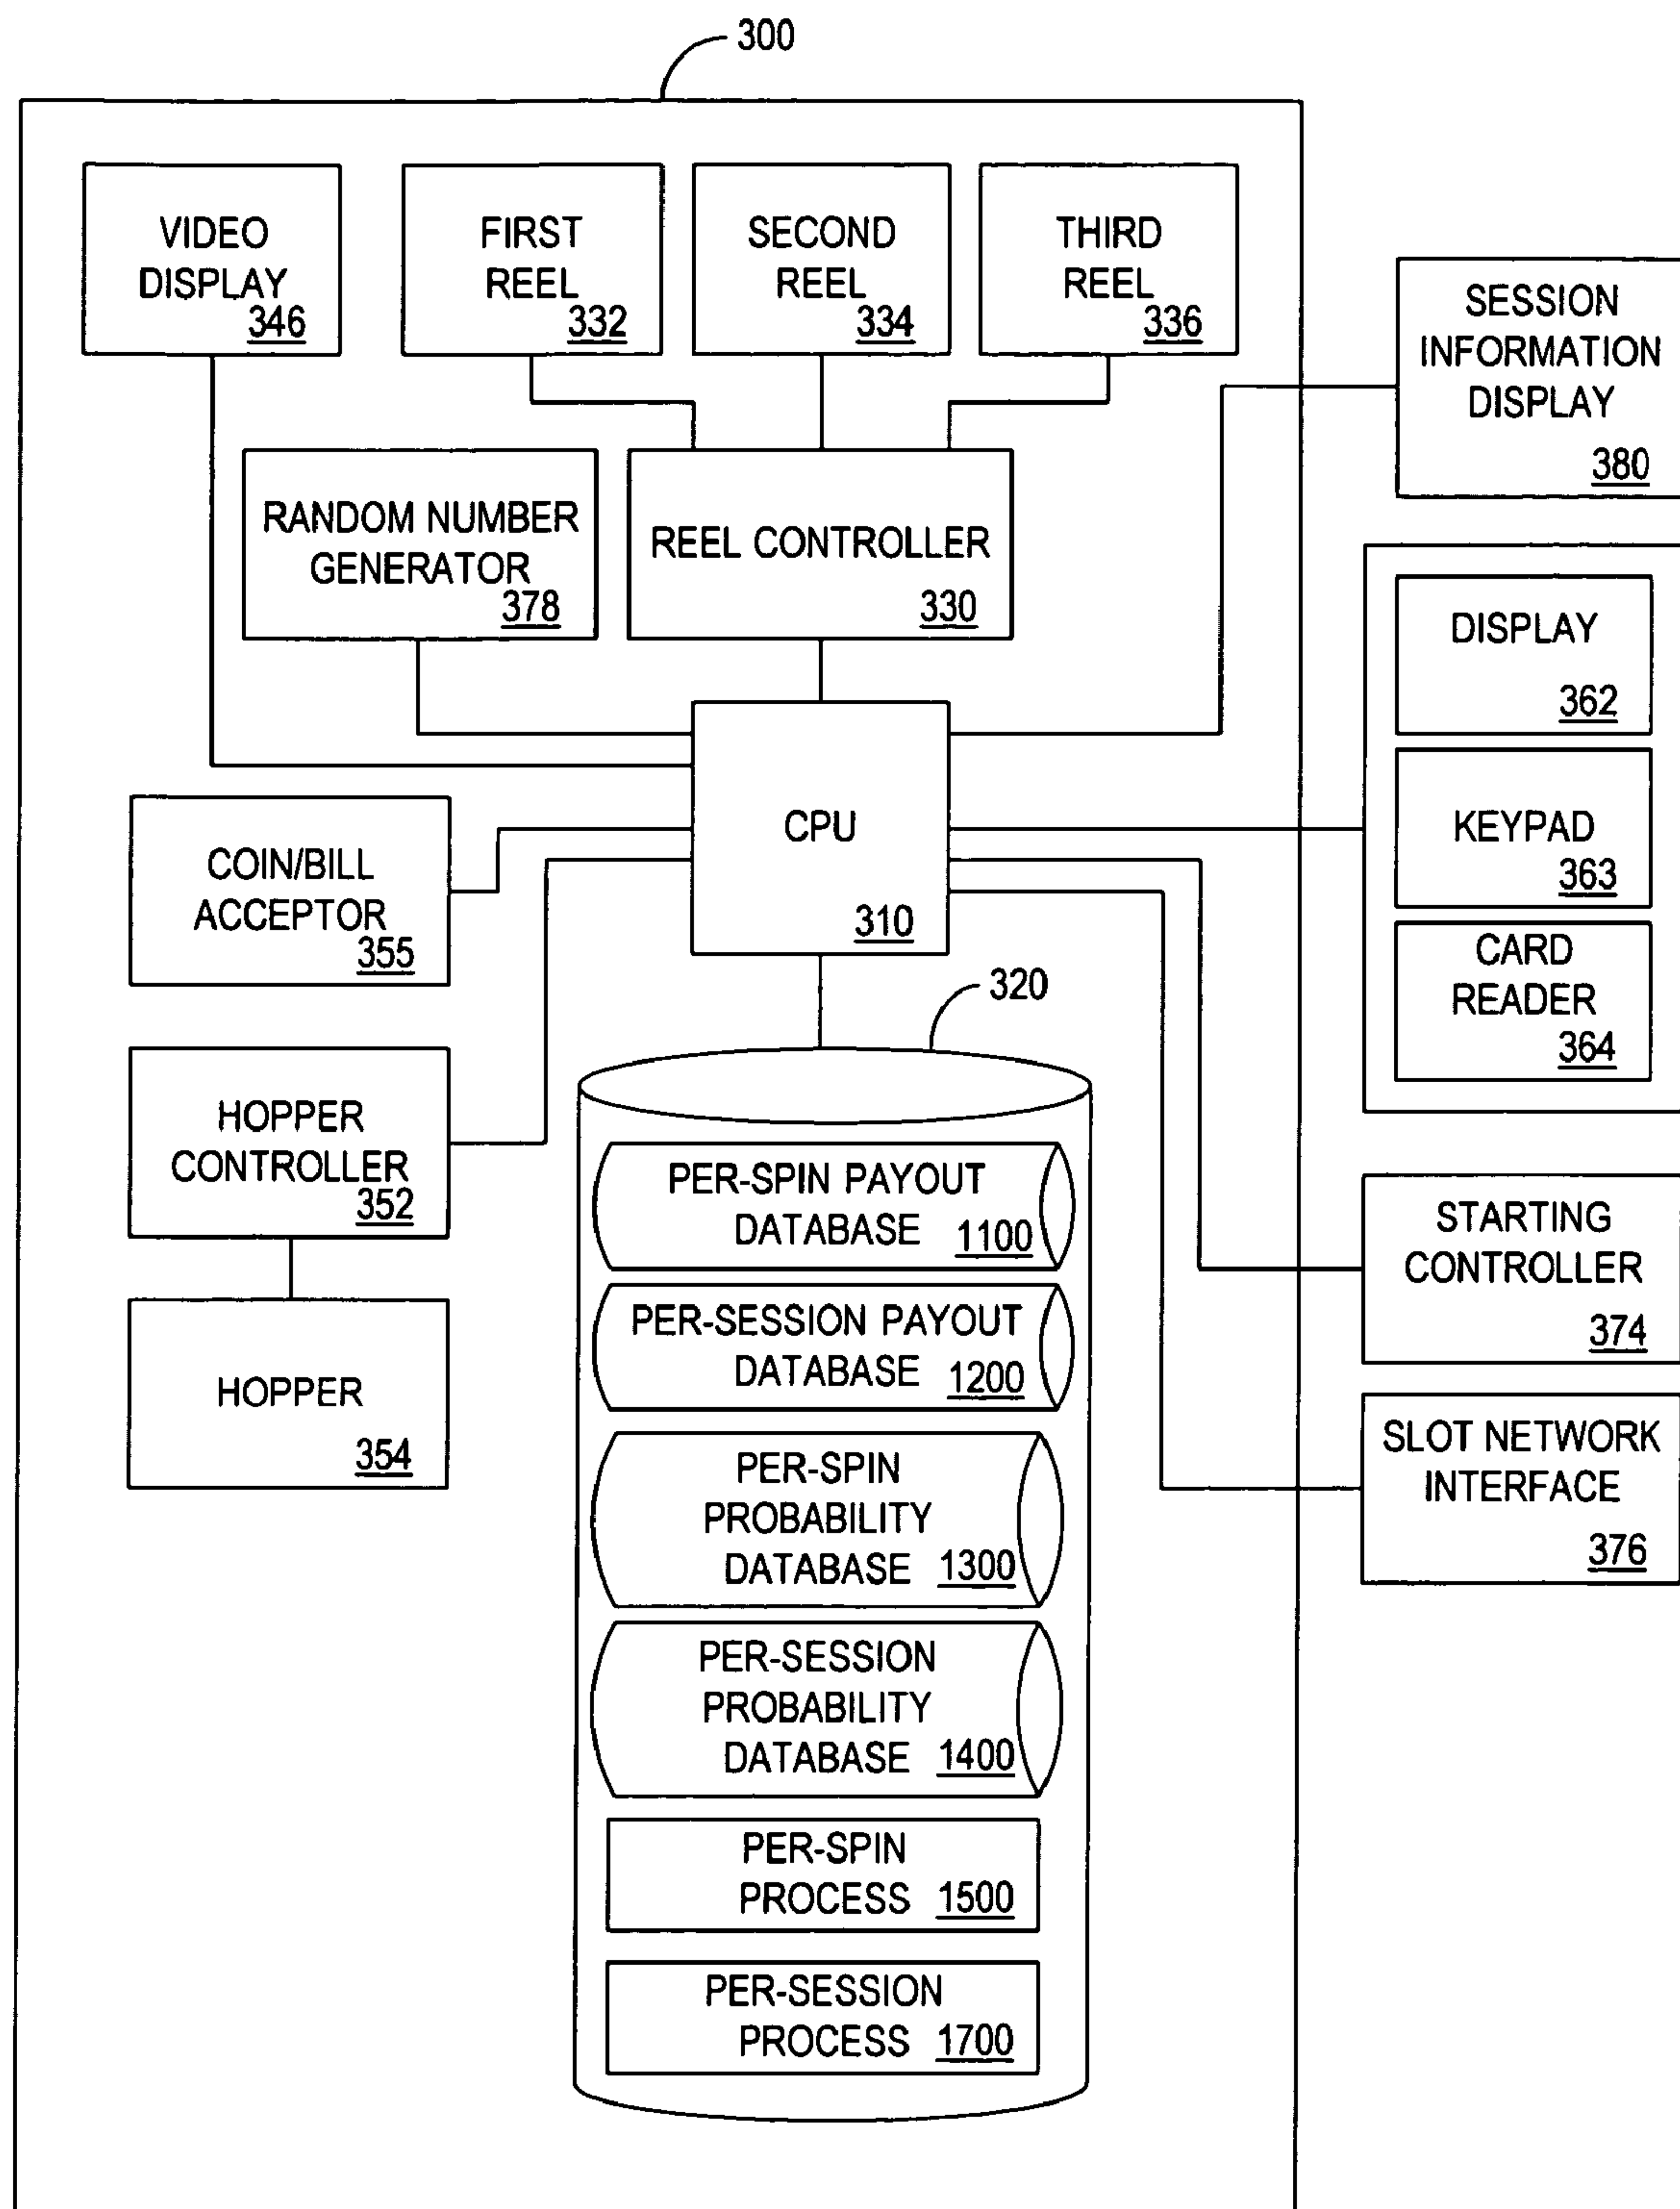 300
VIDEO
DISPLAY
346
FIRST
REEL
332
SECOND
REEL
334
THIRD
REEL
336
SESSION
INFORMATION
DISPLAY
380
RANDOM NUMBER
GENERATOR
378
REEL CONTROLLER
330
DISPLAY
362
KEYPAD
363
CARD
READER
364
CPU
310
COIN/BILL
ACCEPTOR
355
320
HOPPER
CONTROLLER
352
HOPPER
354
STARTING
CONTROLLER
374
SLOT NETWORK
INTERFACE
376
PER-SPIN PAYOUT
DATABASE 1100
PER-SESSION PAYOUT
DATABASE 1200
PER-SPIN
PROBABILITY
DATABASE 1300
PER-SESSION
PROBABILITY
DATABASE 1400
PER-SPIN
PROCESS 1500
PER-SESSION
PROCESS 1700